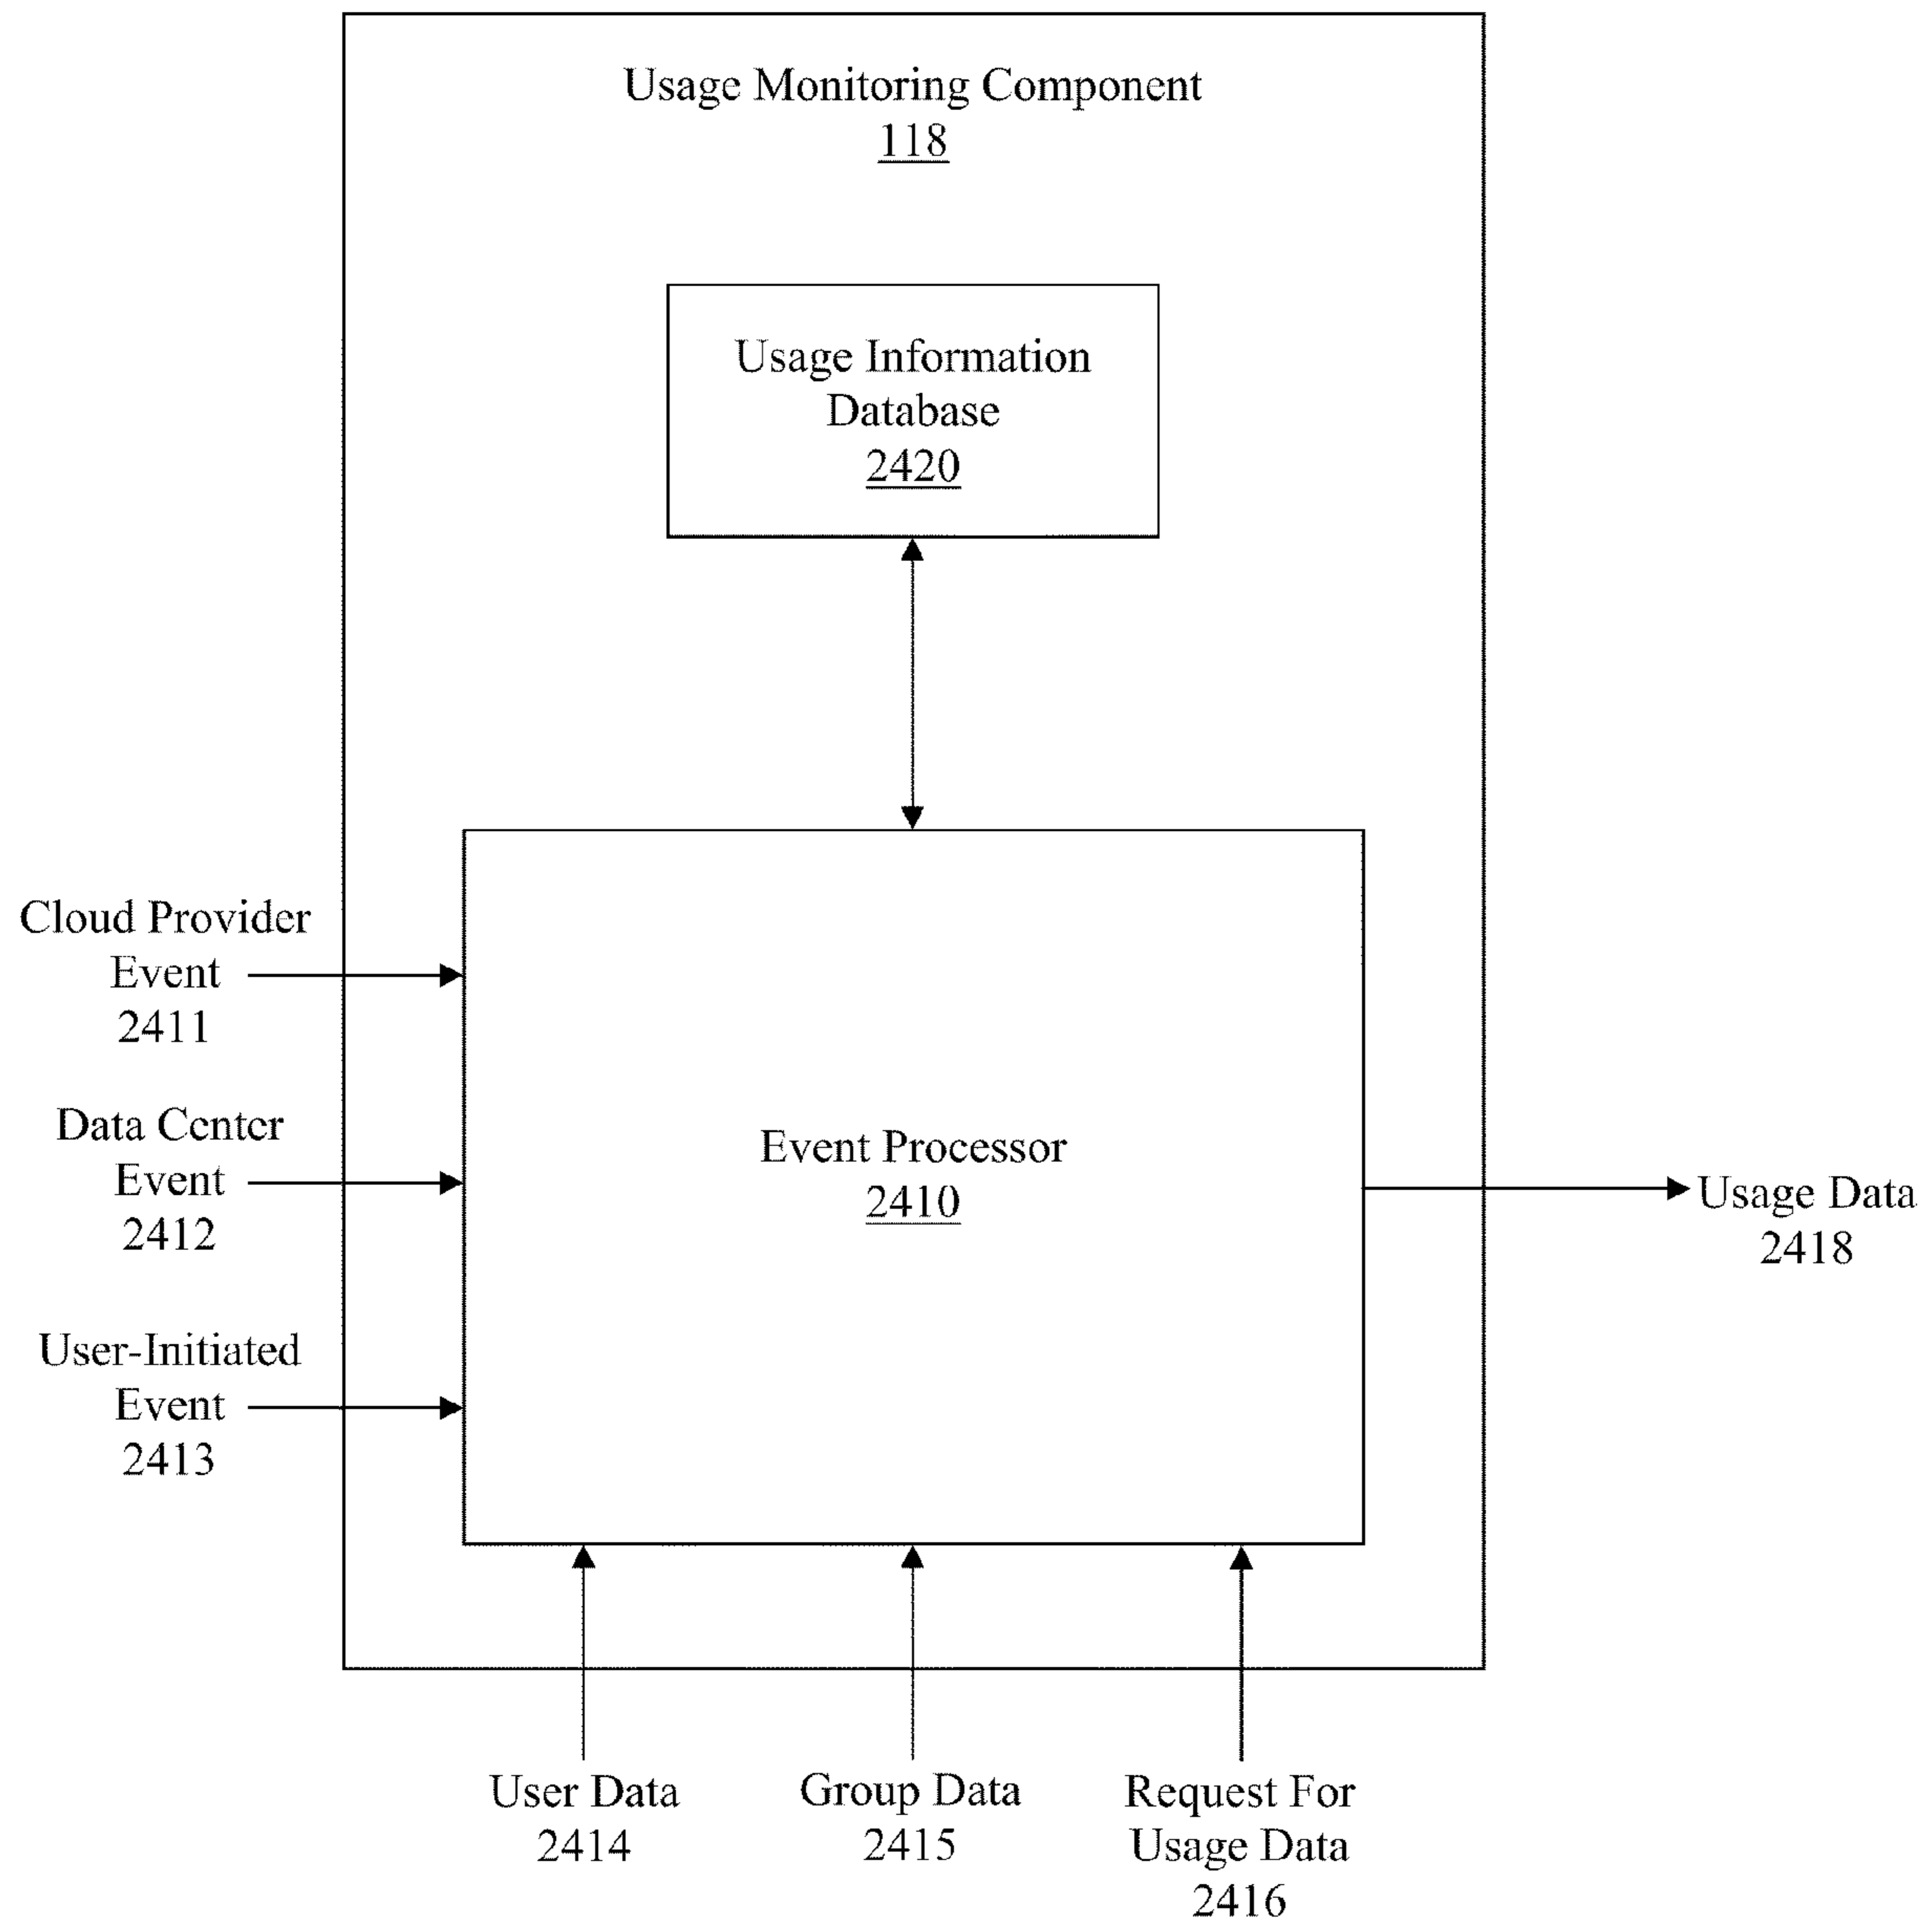 Usage Monitoring Component
118
Usage Information
Database
2420
Cloud Provider
Event
2411
Data Center
Event
2412
User-Initiated
Event
2413
Event Processor
2410
Usage Data
2418
User Data
2414
Group Data
2415
Request For
Usage Data
2416